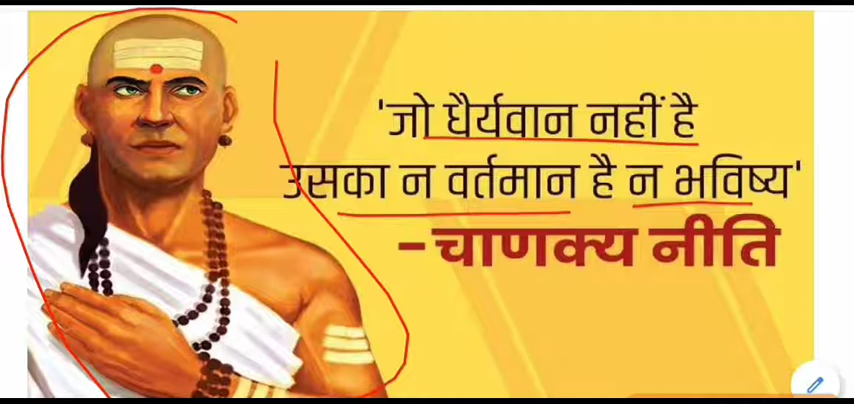 'जो धैर्यवान नहीं है
उसका न वर्तमान है न भविष्य'
-चाणक्य नीति